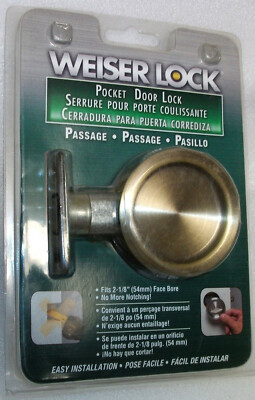 WEISER LOCK
POCKET DOOR LOCK
SERRURE POUR PORTE COULISSANTE
CERRADURA PARA PUERTA CORREDIZA
PASSAGE • PASSAGE • PASILLO
• Fits 2-1/8" (54mm) Face Bore
• No More Notching!
• Convient à un perçage transversal
de 2-1/8 po (54 mm)
• N'exige aucun entaillage!
• Se puede instalar en un orificio
de frente de 2-1/8 pulg. (54 mm)
• ¡No hay que cortar!
EASY INSTALLATION • POSE FACILE • FÁCIL DE INSTALAR